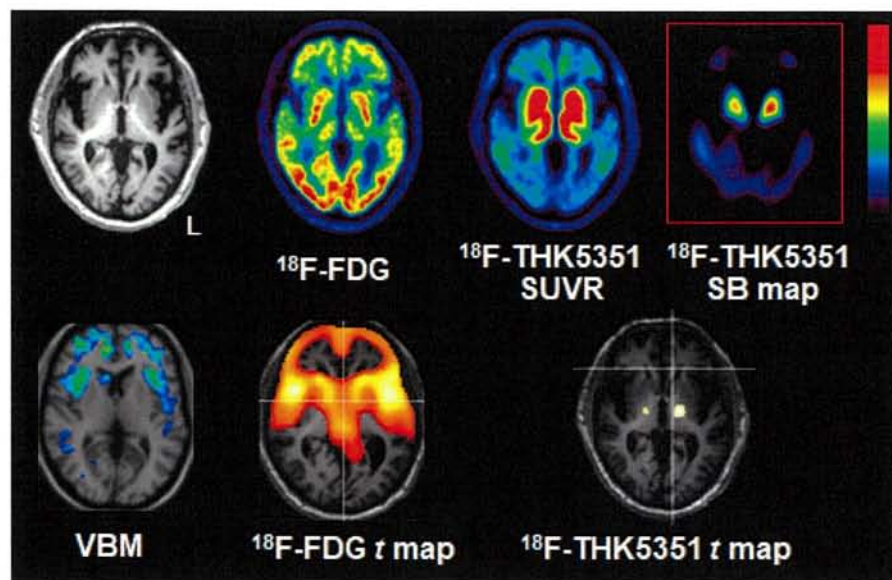 L
¹⁸F-FDG
¹⁸F-THK5351
SUVR
¹⁸F-THK5351
SB map
VBM
¹⁸F-FDG t map
¹⁸F-THK5351 t map